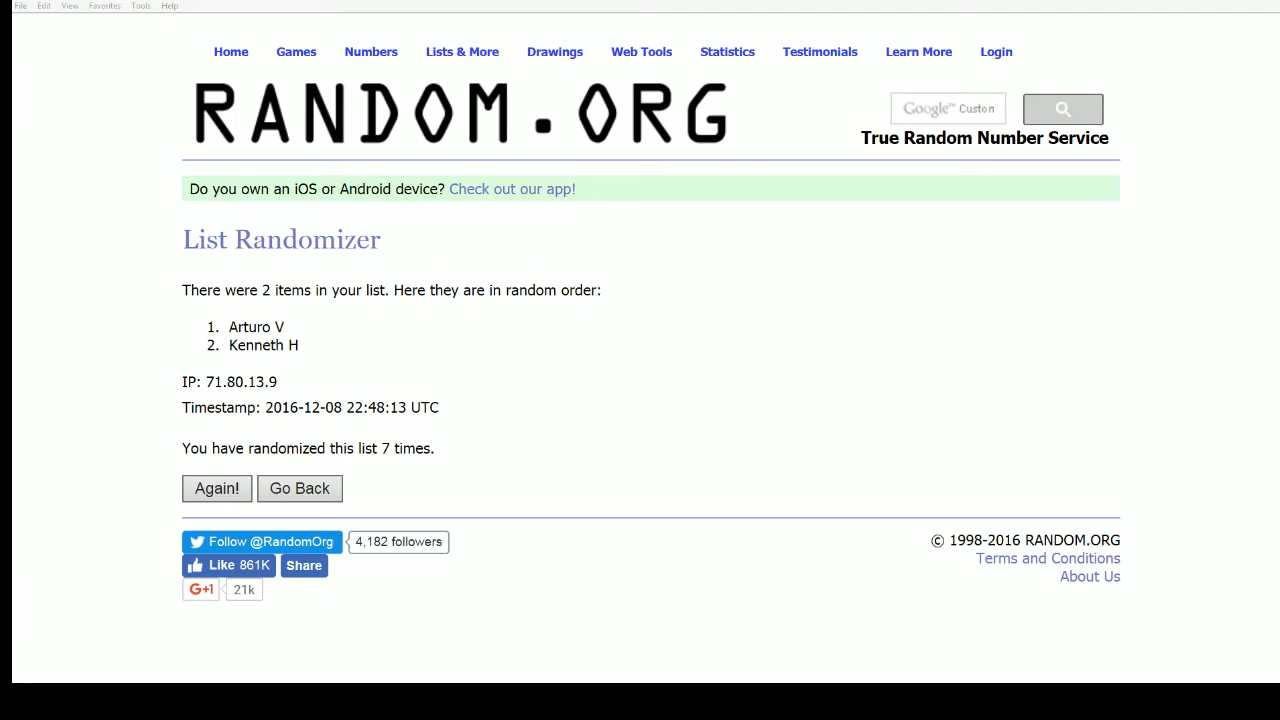 File Edit View Favorites Tools Help
Home Games Numbers Lists & More Drawings Web Tools Statistics Testimonials Learn More Login
RANDOM.ORG
Google™ Custon
True Random Number Service
Do you own an iOS or Android device? Check out our app!
List Randomizer
There were 2 items in your list. Here they are in random order:
1. Arturo V
2. Kenneth H
IP: 71.80.13.9
Timestamp: 2016-12-08 22:48:13 UTC
You have randomized this list 7 times.
Again! Go Back
Follow @RandomOrg 4,182 followers
Like 861K Share
G+1 21k
© 1998-2016 RANDOM.ORG
Terms and Conditions
About Us